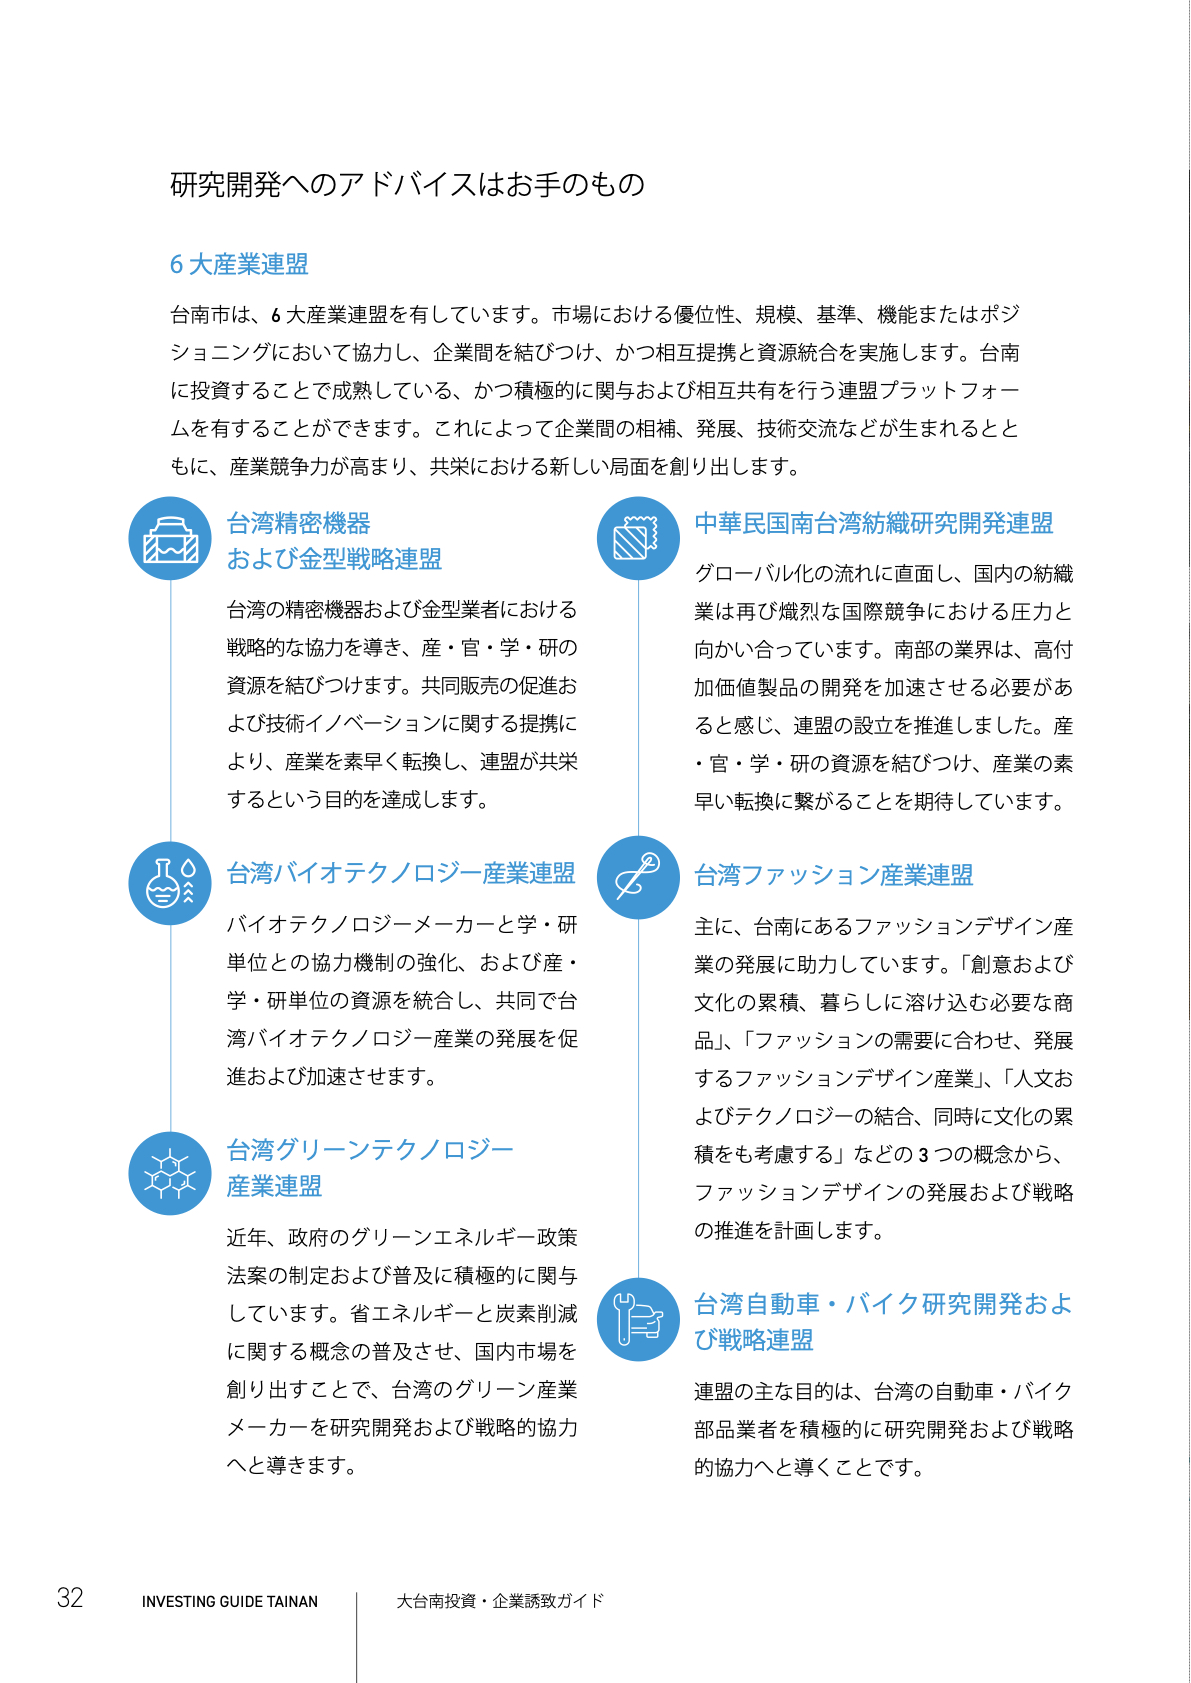 研究開発へのアドバイスはお手のもの
6 大産業連盟
台南市は、6 大産業連盟を有しています。市場における優位性、規模、基準、機能またはポジ
ショニングにおいて協力し、企業間を結びつけ、かつ相互提携と資源統合を実施します。台南
に投資することで成熟している、かつ積極的に関与および相互共有を行う連盟プラットフォー
ムを有することができます。これによって企業間の相補、発展、技術交流などが生まれるとと
もに、産業競争力が高まり、共栄における新しい局面を創り出します。
台湾精密機器
および金型戦略連盟
台湾の精密機器および金型業者における
戦略的な協力を導き、産・官・学・研の
資源を結びつけます。共同販売の促進お
よび技術イノベーションに関する提携に
より、産業を素早く転換し、連盟が共栄
するという目的を達成します。
台湾バイオテクノロジー産業連盟
バイオテクノロジーメーカーと学・研
単位との協力機制の強化、および産・
学・研単位の資源を統合し、共同で台
湾バイオテクノロジー産業の発展を促
進および加速させます。
台湾グリーンテクノロジー
産業連盟
近年、政府のグリーンエネルギー政策
法案の制定および普及に積極的に関与
しています。省エネルギーと炭素削減
に関する概念の普及させ、国内市場を
創り出すことで、台湾のグリーン産業
メーカーを研究開発および戦略的協力
へと導きます。
中華民国南台湾紡織研究開発連盟
グローバル化の流れに直面し、国内の紡織
業は再び熾烈な国際競争における圧力と
向かい合っています。南部の業界は、高付
加価値製品の開発を加速させる必要があ
ると感じ、連盟の設立を推進しました。産
・官・学・研の資源を結びつけ、産業の素
早い転換に繋がることを期待しています。
台湾ファッション産業連盟
主に、台南にあるファッションデザイン産
業の発展に助力しています。「創意および
文化の累積、暮らしに溶け込む必要な商
品」、「ファッションの需要に合わせ、発展
するファッションデザイン産業」、「人文お
よびテクノロジーの結合、同時に文化の累
積をも考慮する」などの 3 つの概念から、
ファッションデザインの発展および戦略
の推進を計画します。
台湾自動車・バイク研究開発およ
び戦略連盟
連盟の主な目的は、台湾の自動車・バイク
部品業者を積極的に研究開発および戦略
的協力へと導くことです。
32
INVESTING GUIDE TAINAN
大台南投資・企業誘致ガイド